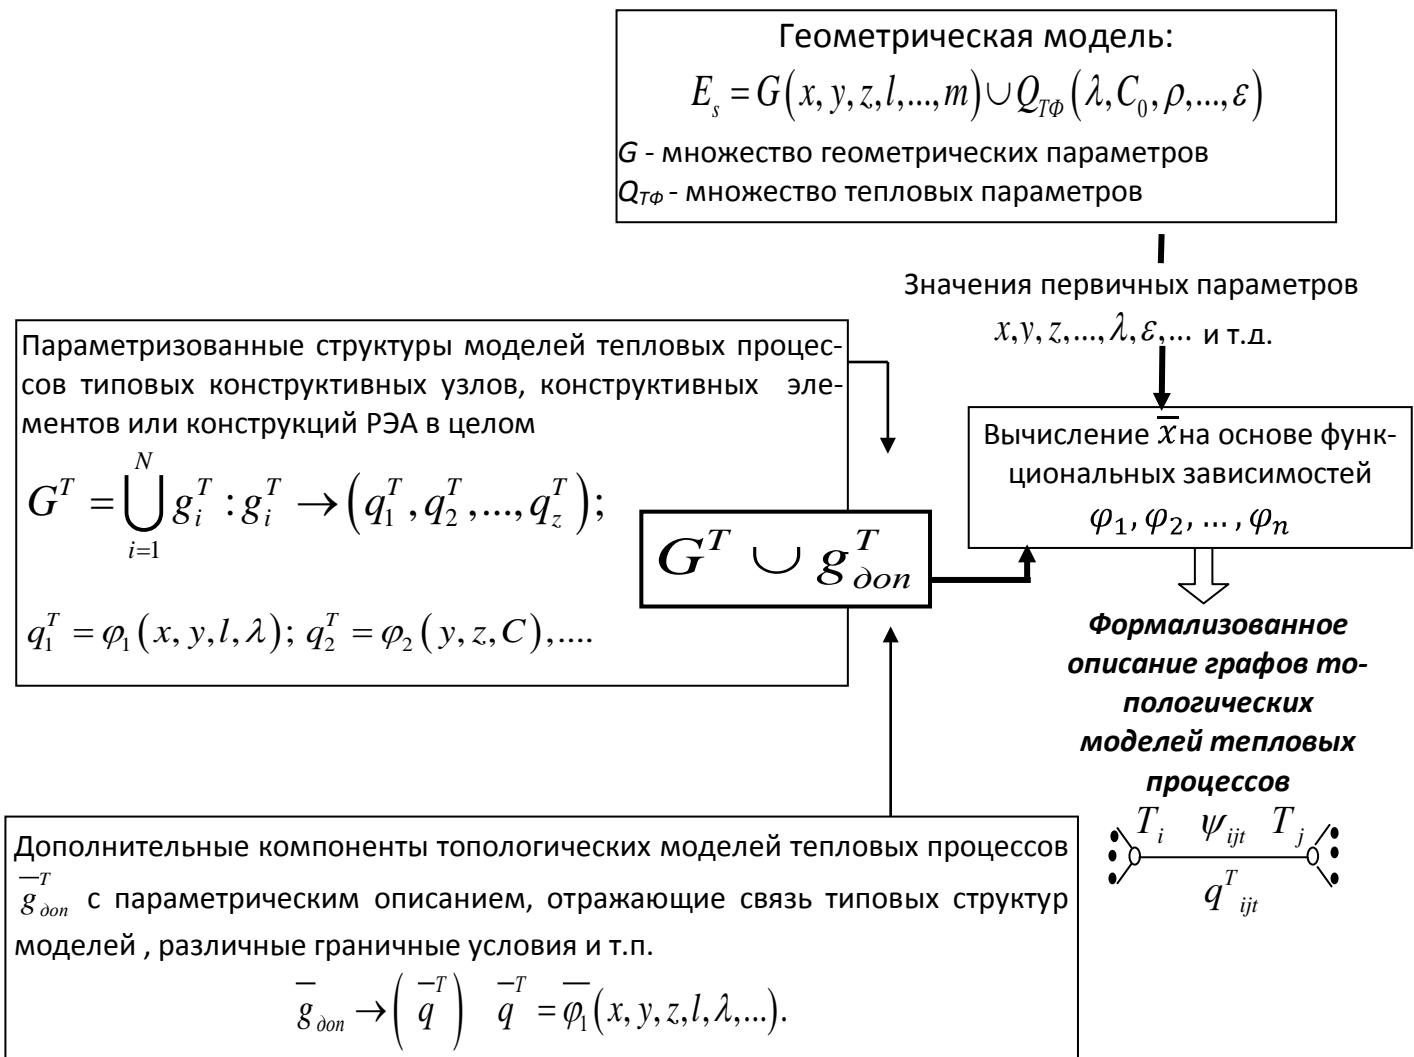 Геометрическая модель:
E_s = G(x, y, z, l, ..., m) ∪ Q_ТФ(λ, C_0, ρ, ..., ε)
G - множество геометрических параметров
Q_ТФ - множество тепловых параметров
Значения первичных параметров
x, y, z, ..., λ, ε, ... и т.д.
Параметризованные структуры моделей тепловых процес-
сов типовых конструктивных узлов, конструктивных эле-
ментов или конструкций РЭА в целом
G^T = ⋃_{i=1}^{N} g_i^T : g_i^T → (q_1^T, q_2^T, ..., q_z^T);
q_1^T = φ_1(x, y, l, λ); q_2^T = φ_2(y, z, C), ....
G^T ∪ g_доп^T
Вычисление x̅ на основе функ-
циональных зависимостей
φ_1, φ_2, … , φ_n
Формализованное
описание графов то-
пологических
моделей тепловых
процессов
T_i ψ_ijt T_j
q^T_ijt
Дополнительные компоненты топологических моделей тепловых процессов
g̅_доп^T с параметрическим описанием, отражающие связь типовых структур
моделей , различные граничные условия и т.п.
g̅_доп → (q̅^T) q̅^T = φ̅_1(x, y, z, l, λ, ...).